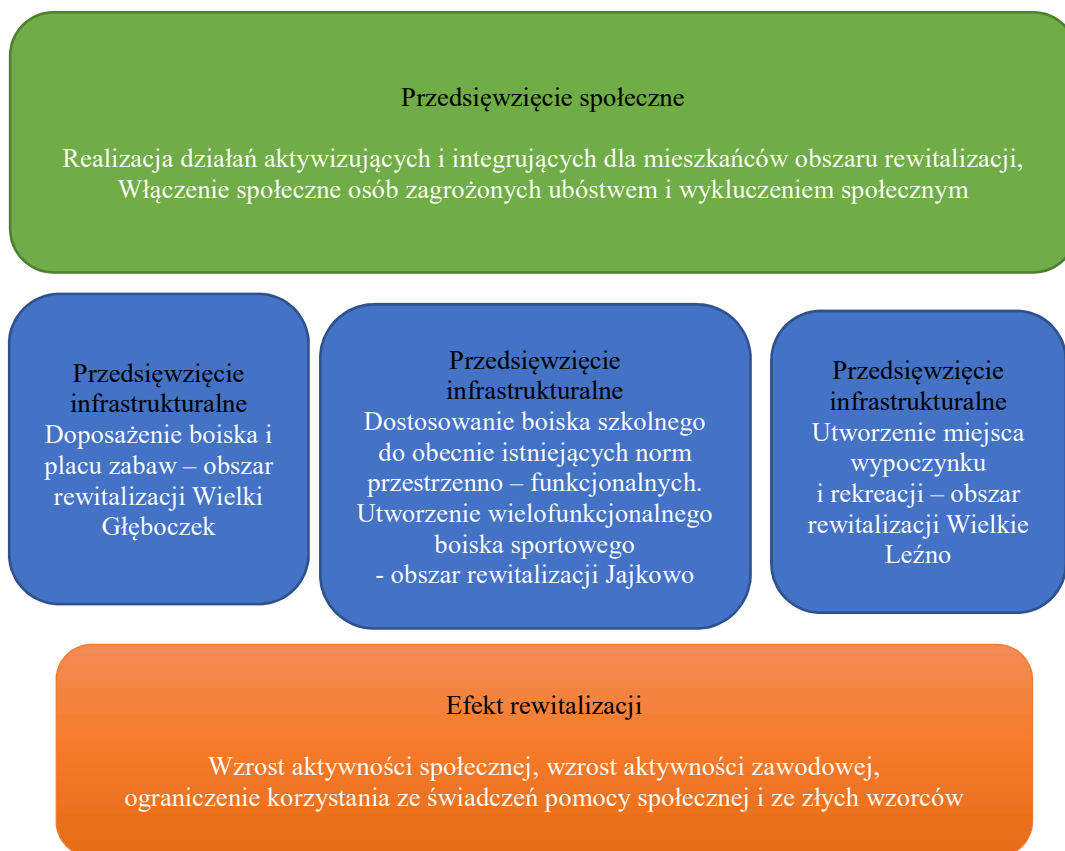 Przedsięwzięcie społeczne
Realizacja działań aktywizujących i integrujących dla mieszkańców obszaru rewitalizacji,
Włączenie społeczne osób zagrożonych ubóstwem i wykluczeniem społecznym
Przedsięwzięcie
infrastrukturalne
Doposażenie boiska i
placu zabaw – obszar
rewitalizacji Wielki
Głęboczek
Przedsięwzięcie
infrastrukturalne
Dostosowanie boiska szkolnego
do obecnie istniejących norm
przestrzenno – funkcjonalnych.
Utworzenie wielofunkcjonalnego
boiska sportowego
- obszar rewitalizacji Jajkowo
Przedsięwzięcie
infrastrukturalne
Utworzenie miejsca
wypoczynku
i rekreacji – obszar
rewitalizacji Wielkie
Leźno
Efekt rewitalizacji
Wzrost aktywności społecznej, wzrost aktywności zawodowej,
ograniczenie korzystania ze świadczeń pomocy społecznej i ze złych wzorców